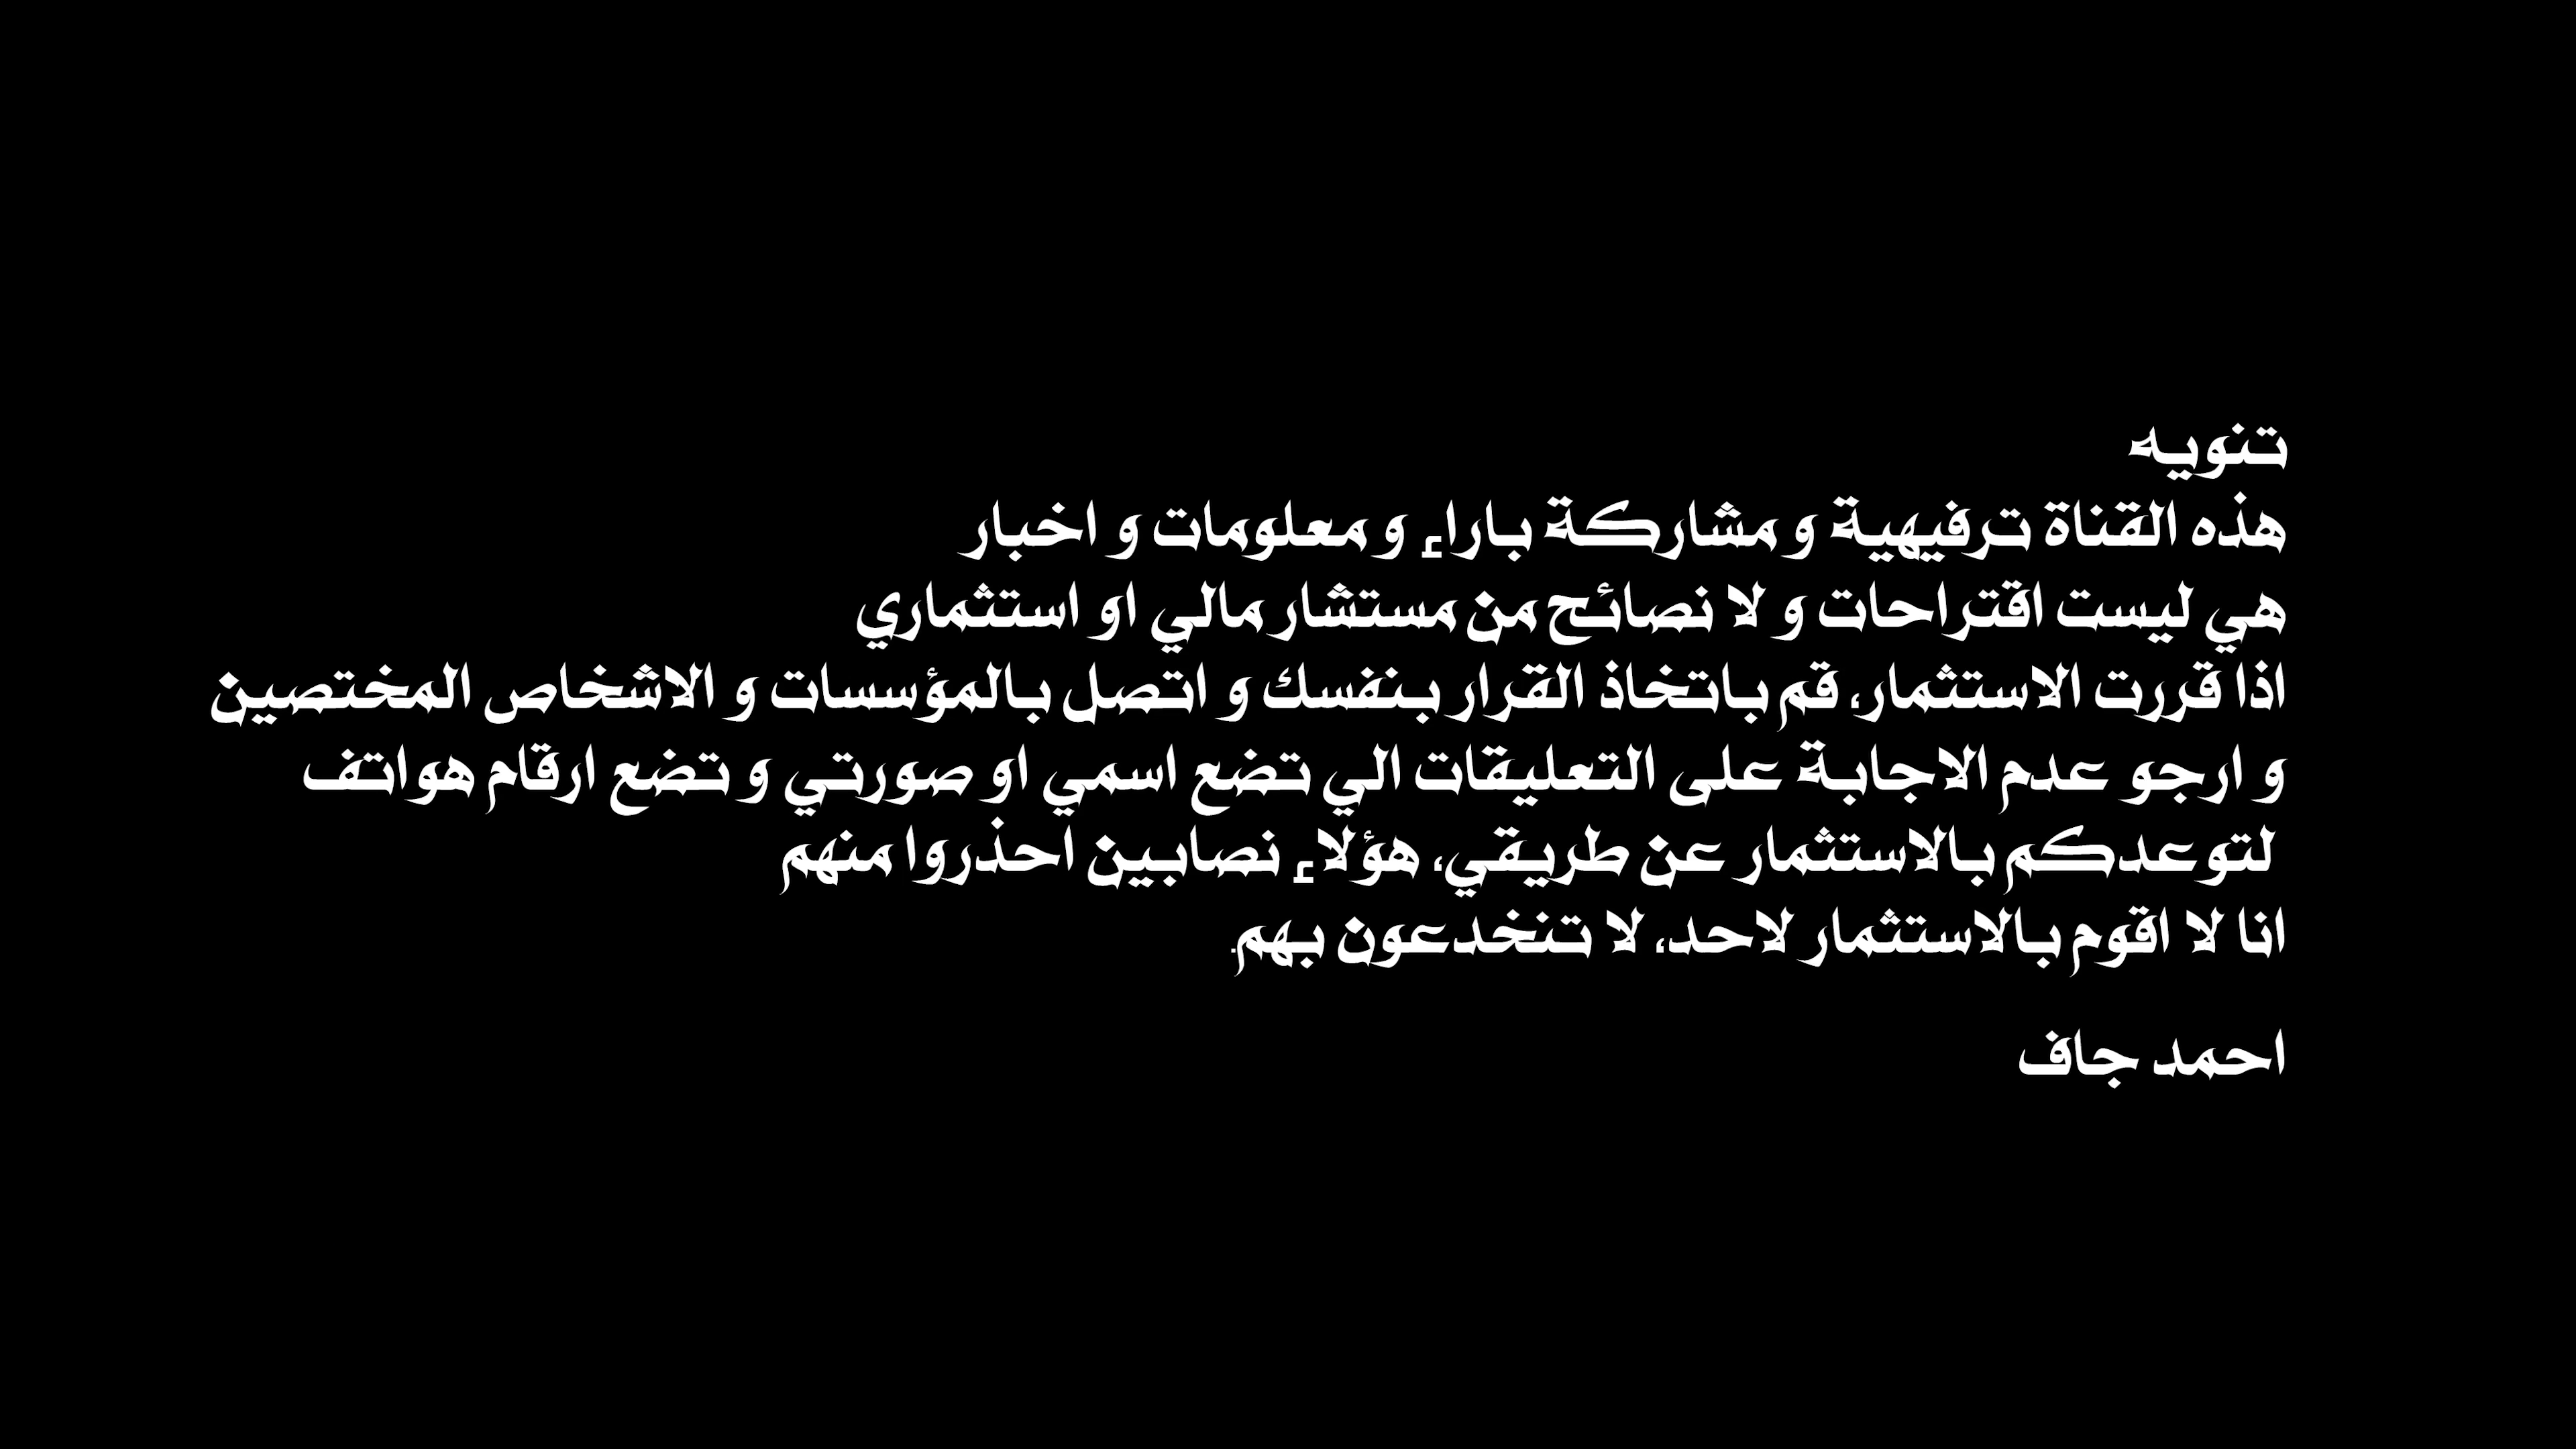 تنويه
هذه القناة ترفيهية و مشاركة باراء و معلومات و اخبار
هي ليست اقتراحات و لا نصائح من مستشار مالي او استثماري
اذا قررت الاستثمار، قم باتخاذ القرار بنفسك و اتصل بالمؤسسات و الاشخاص المختصين
و ارجو عدم الاجابة على التعليقات الي تضع اسمي او صورتي و تضع ارقام هواتف
لتوعدكم بالاستثمار عن طريقي، هؤلاء نصابين احذروا منهم
انا لا اقوم بالاستثمار لاحد، لا تنخدعون بهم.
احمد جاف